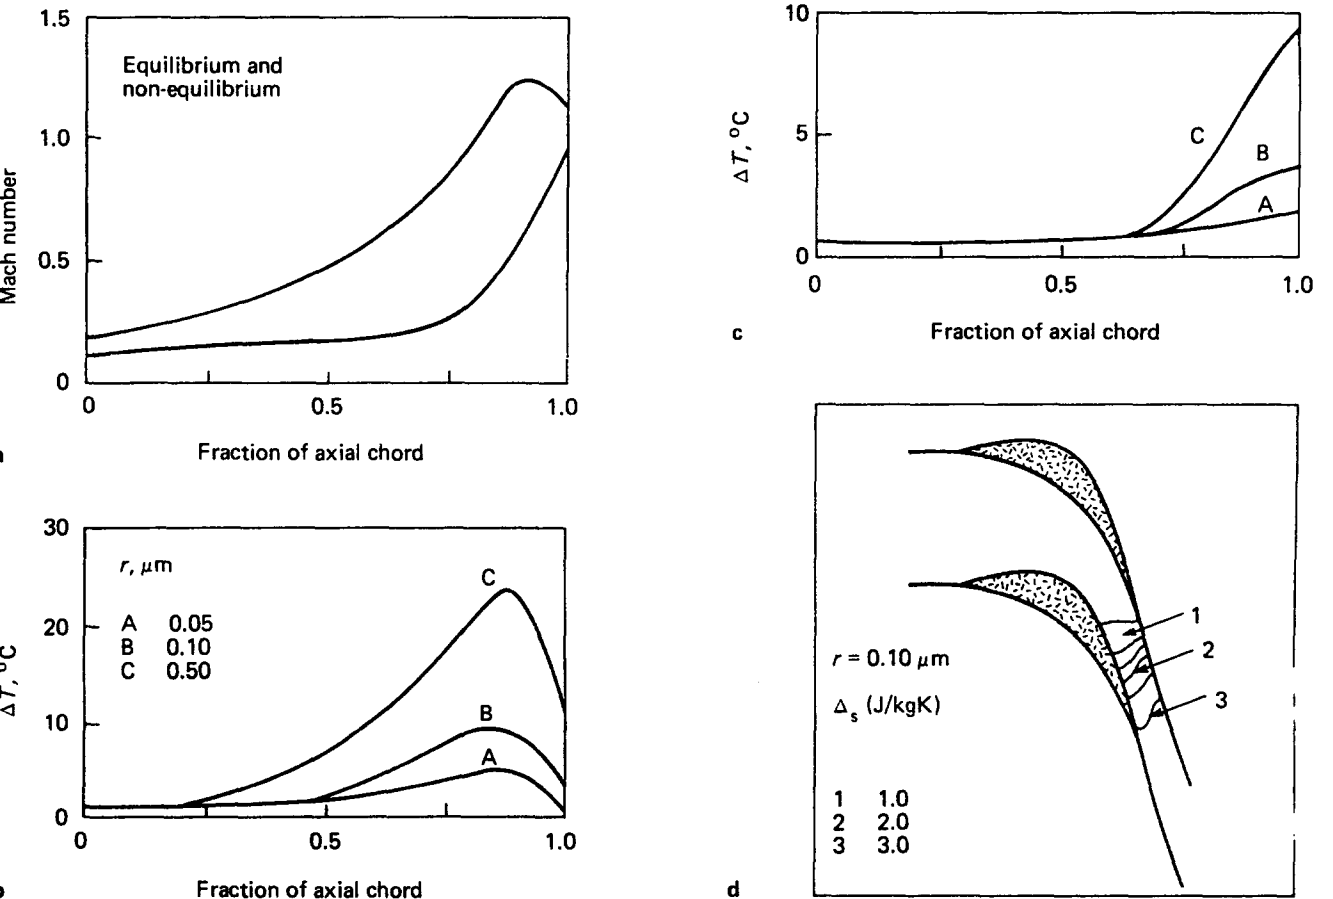 1.5
Equilibrium and
non-equilibrium
1.0
Mach number
0.5
0
0 0.5 1.0
Fraction of axial chord
30
r, μm
C
A 0.05
B 0.10
C 0.50
20
ΔT, °C
10
B
A
0
0 0.5 1.0
Fraction of axial chord
10
C
B
A
5
ΔT, °C
0
0 0.5 1.0
c Fraction of axial chord
1
2
3
r = 0.10 μm
Δs (J/kgK)
1 1.0
2 2.0
3 3.0
d